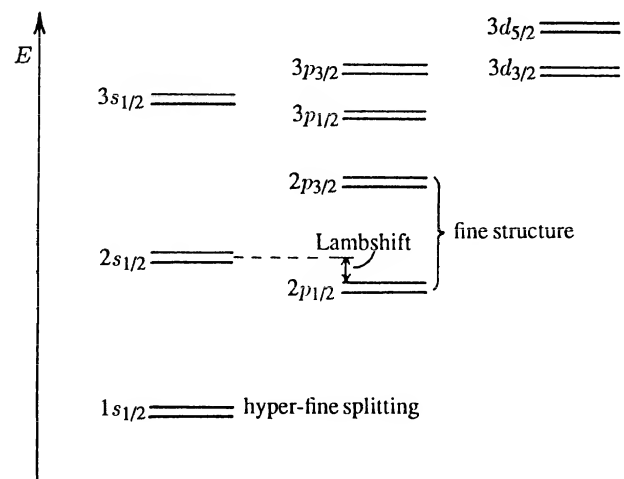 E
3d5/2
3p3/2
3d3/2
3s1/2
3p1/2
2p3/2
fine structure
Lambshift
2s1/2
2p1/2
1s1/2
hyper-fine splitting